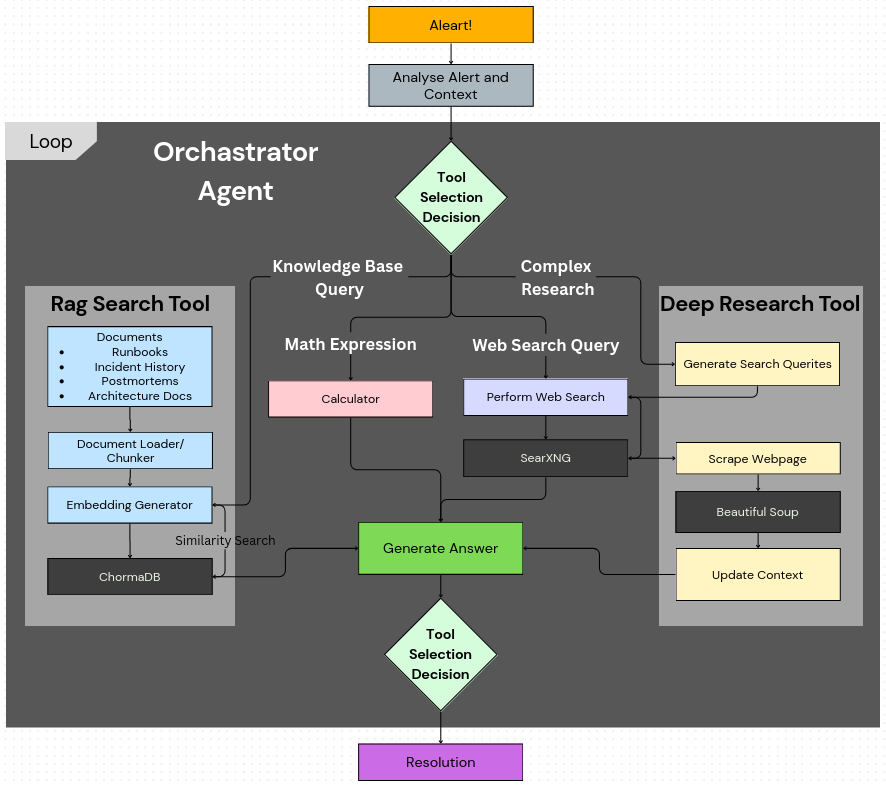 Aleart!
Analyse Alert and
Context
Loop
Orchastrator
Agent
Tool
Selection
Decision
Knowledge Base
Query
Complex
Research
Rag Search Tool
Documents
• Runbooks
• Incident History
• Postmortems
• Architecture Docs
Document Loader/
Chunker
Embedding Generator
Similarity Search
ChormaDB
Math Expression
Calculator
Web Search Query
Perform Web Search
SearXNG
Deep Research Tool
Generate Search Querites
Scrape Webpage
Beautiful Soup
Update Context
Generate Answer
Tool
Selection
Decision
Resolution